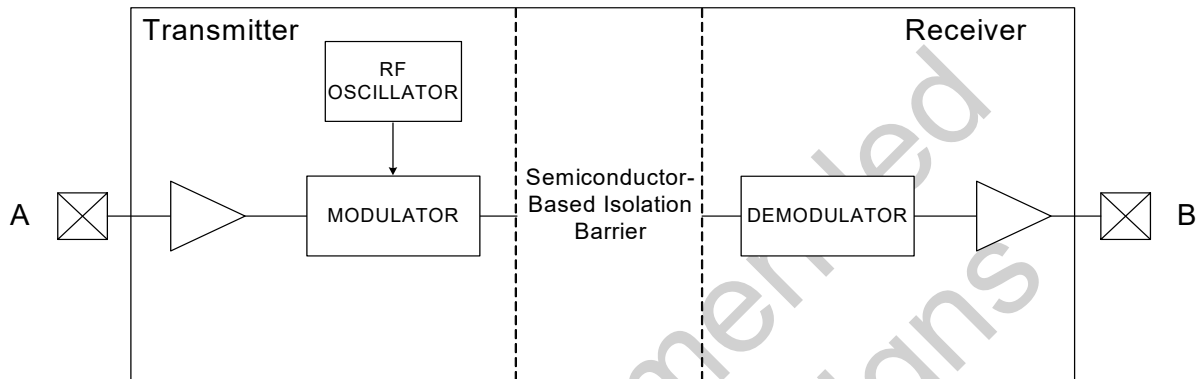 Transmitter
Receiver
RF
OSCILLATOR
A
MODULATOR
Semiconductor-
Based Isolation
Barrier
DEMODULATOR
B